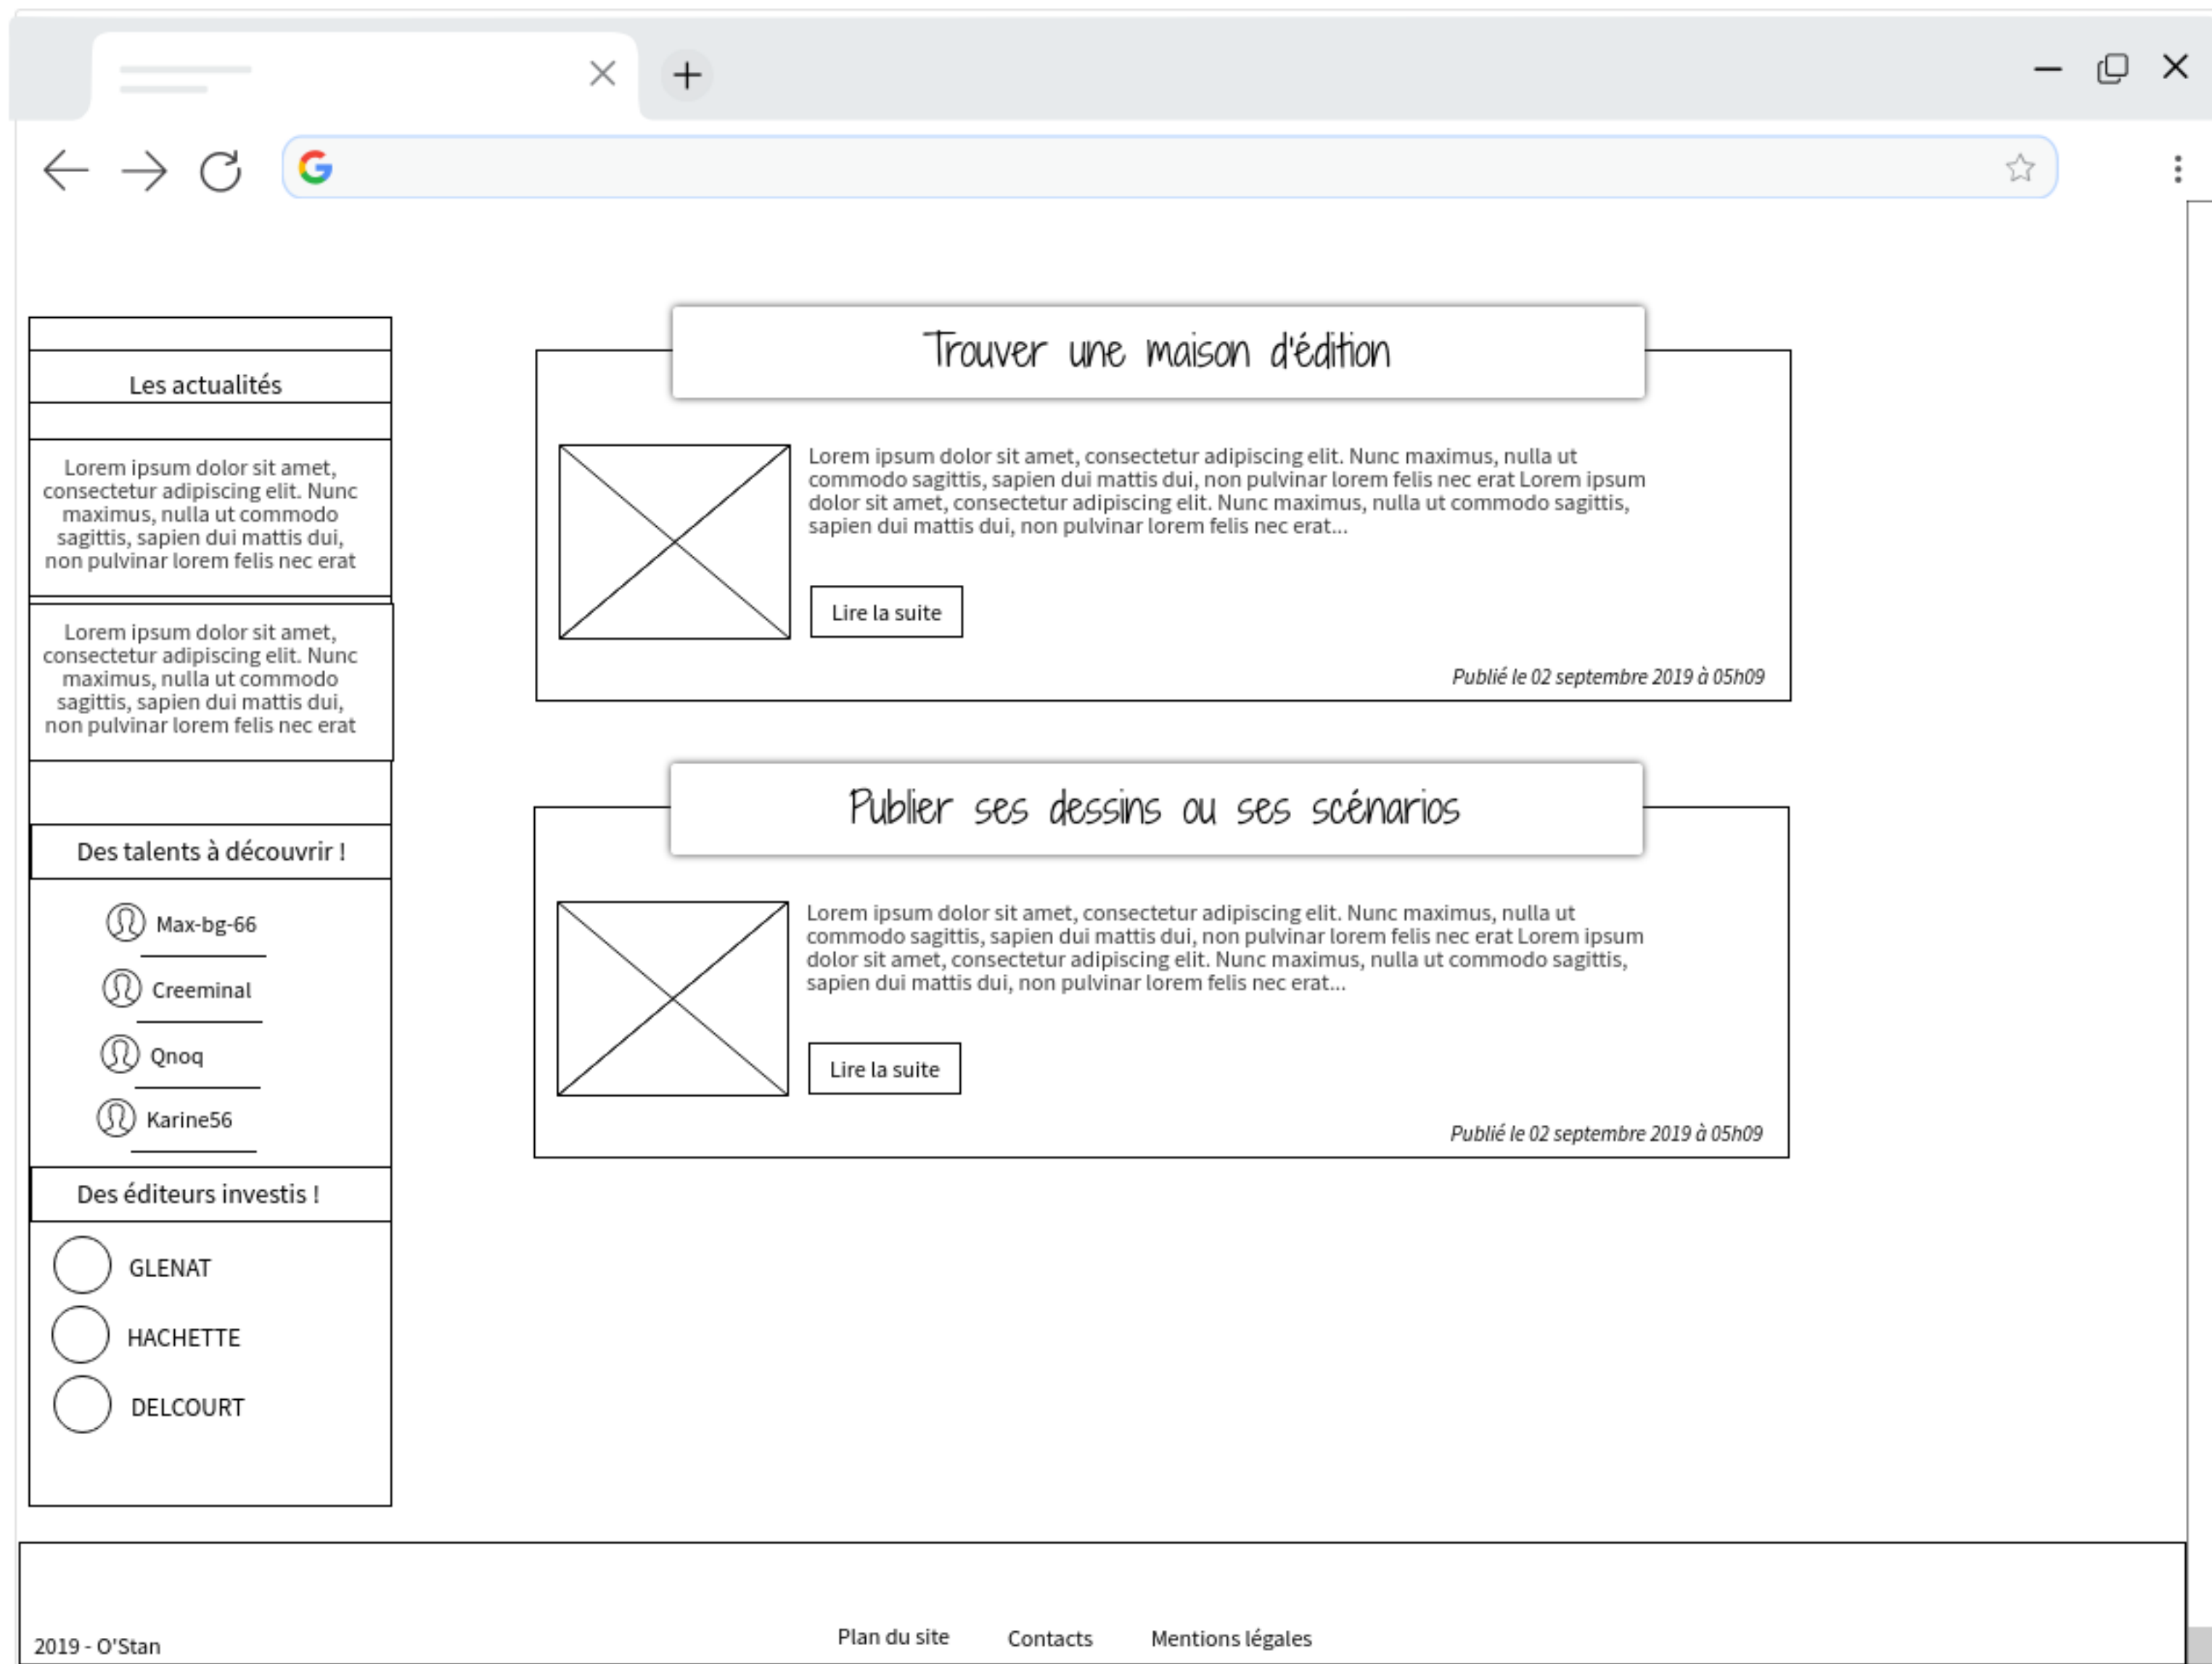 Les actualités
Lorem ipsum dolor sit amet,
consectetur adipiscing elit. Nunc
maximus, nulla ut commodo
sagittis, sapien dui mattis dui,
non pulvinar lorem felis nec erat
Lorem ipsum dolor sit amet,
consectetur adipiscing elit. Nunc
maximus, nulla ut commodo
sagittis, sapien dui mattis dui,
non pulvinar lorem felis nec erat
Des talents à découvrir !
Max-bg-66
Creeminal
Qnoq
Karine56
Des éditeurs investis !
GLENAT
HACHETTE
DELCOURT
Trouver une maison d'édition
Lorem ipsum dolor sit amet, consectetur adipiscing elit. Nunc maximus, nulla ut
commodo sagittis, sapien dui mattis dui, non pulvinar lorem felis nec erat Lorem ipsum
dolor sit amet, consectetur adipiscing elit. Nunc maximus, nulla ut commodo sagittis,
sapien dui mattis dui, non pulvinar lorem felis nec erat...
Lire la suite
Publié le 02 septembre 2019 à 05h09
Publier ses dessins ou ses scénarios
Lorem ipsum dolor sit amet, consectetur adipiscing elit. Nunc maximus, nulla ut
commodo sagittis, sapien dui mattis dui, non pulvinar lorem felis nec erat Lorem ipsum
dolor sit amet, consectetur adipiscing elit. Nunc maximus, nulla ut commodo sagittis,
sapien dui mattis dui, non pulvinar lorem felis nec erat...
Lire la suite
Publié le 02 septembre 2019 à 05h09
2019 - O'Stan
Plan du site
Contacts
Mentions légales